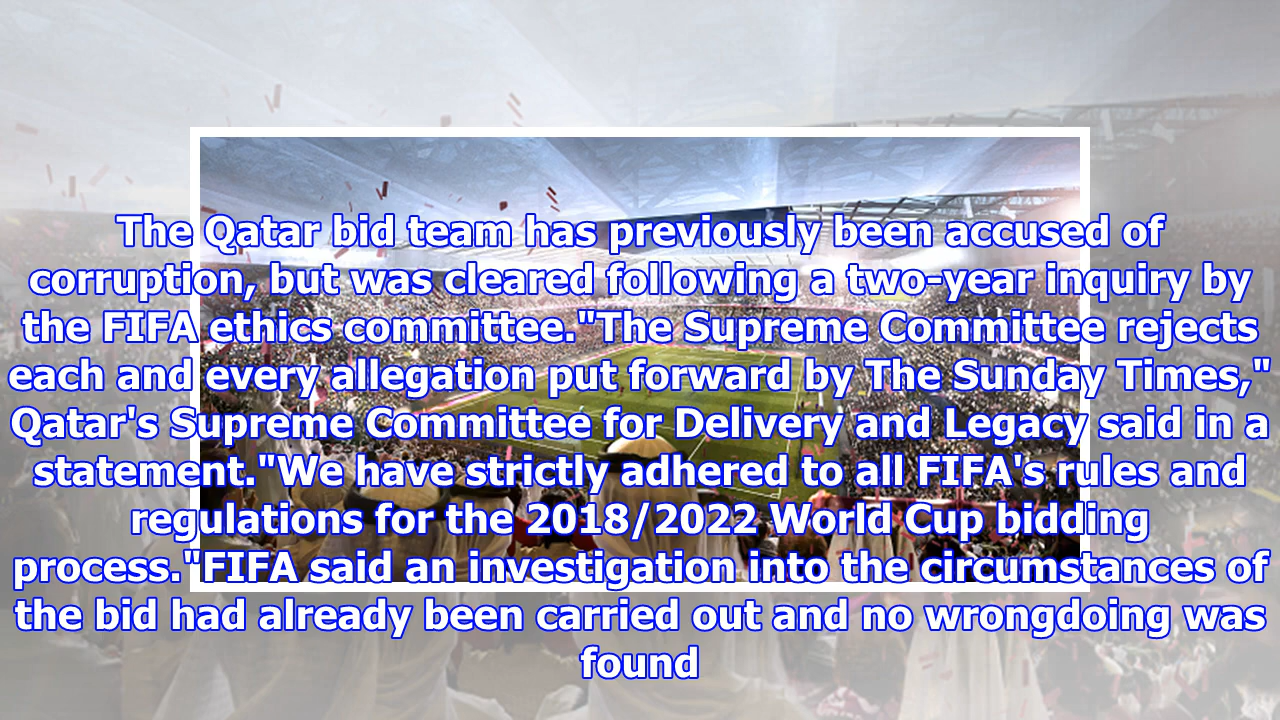 The Qatar bid team has previously been accused of
corruption, but was cleared following a two-year inquiry by
the FIFA ethics committee."The Supreme Committee rejects
each and every allegation put forward by The Sunday Times,"
Qatar's Supreme Committee for Delivery and Legacy said in a
statement."We have strictly adhered to all FIFA's rules and
regulations for the 2018/2022 World Cup bidding
process."FIFA said an investigation into the circumstances of
the bid had already been carried out and no wrongdoing was
found